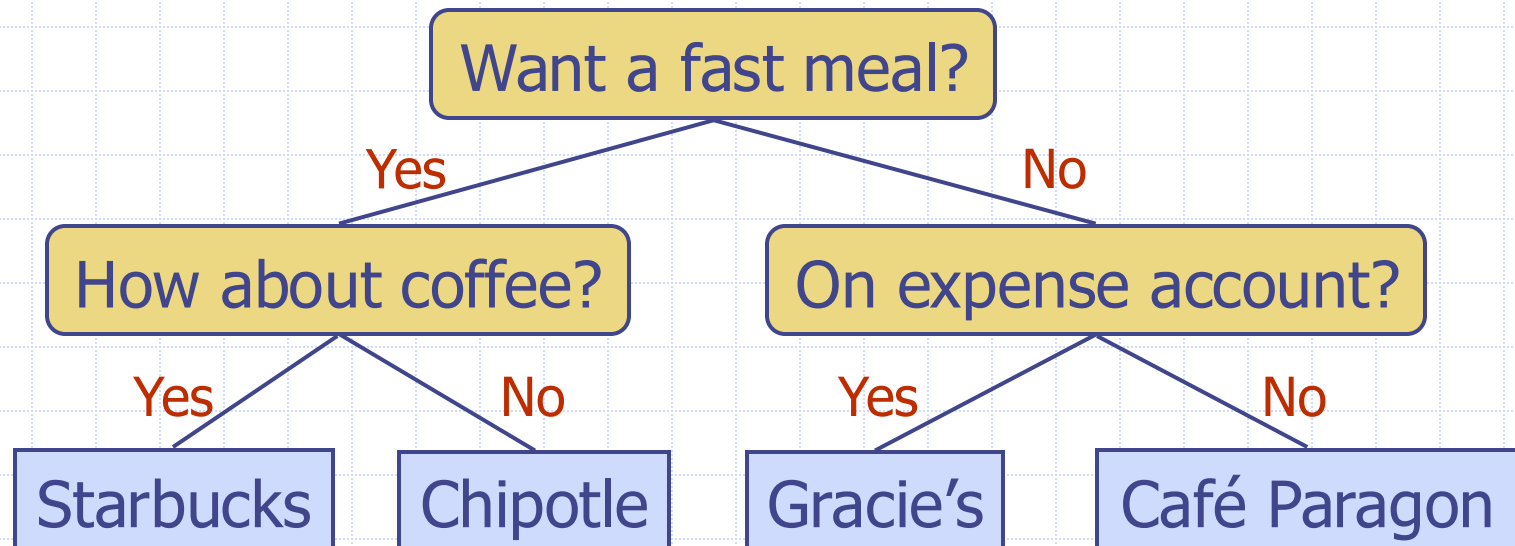 Want a fast meal?
Yes
No
How about coffee?
On expense account?
Yes
No
Yes
No
Starbucks
Chipotle
Gracie’s
Café Paragon